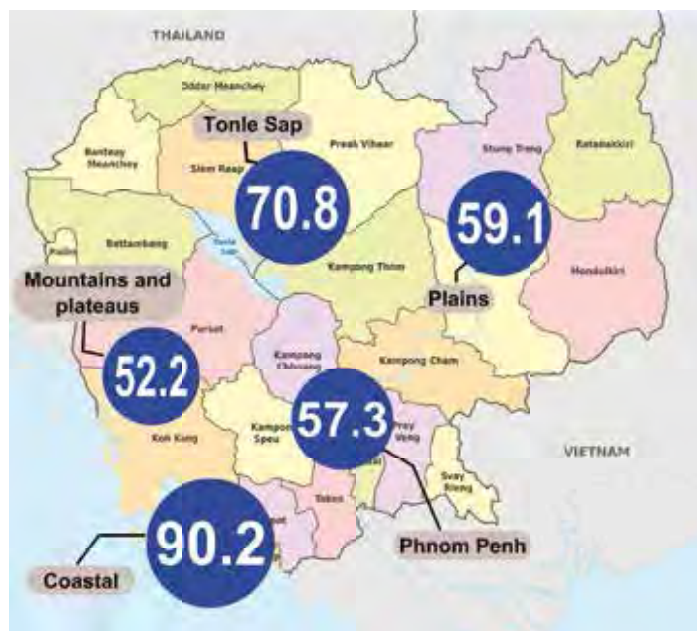 THAILAND
Oddar Meanchey
Tonle Sap
Preah Vihear
Stung Treng
Ratanakkiri
Banteay
Meanchey
Siem Reap
70.8
59.1
Pailin
Battambang
Tonle
Sap
Kampong Thom
Mondulkiri
Mountains and
plateaus
Plains
Pursat
Kampong
Chhnang
Kampong Cham
52.2
57.3
Koh Kong
Kampong
Speu
Prey
Veng
VIETNAM
Svay
Rieng
Takeo
90.2
Phnom Penh
Coastal